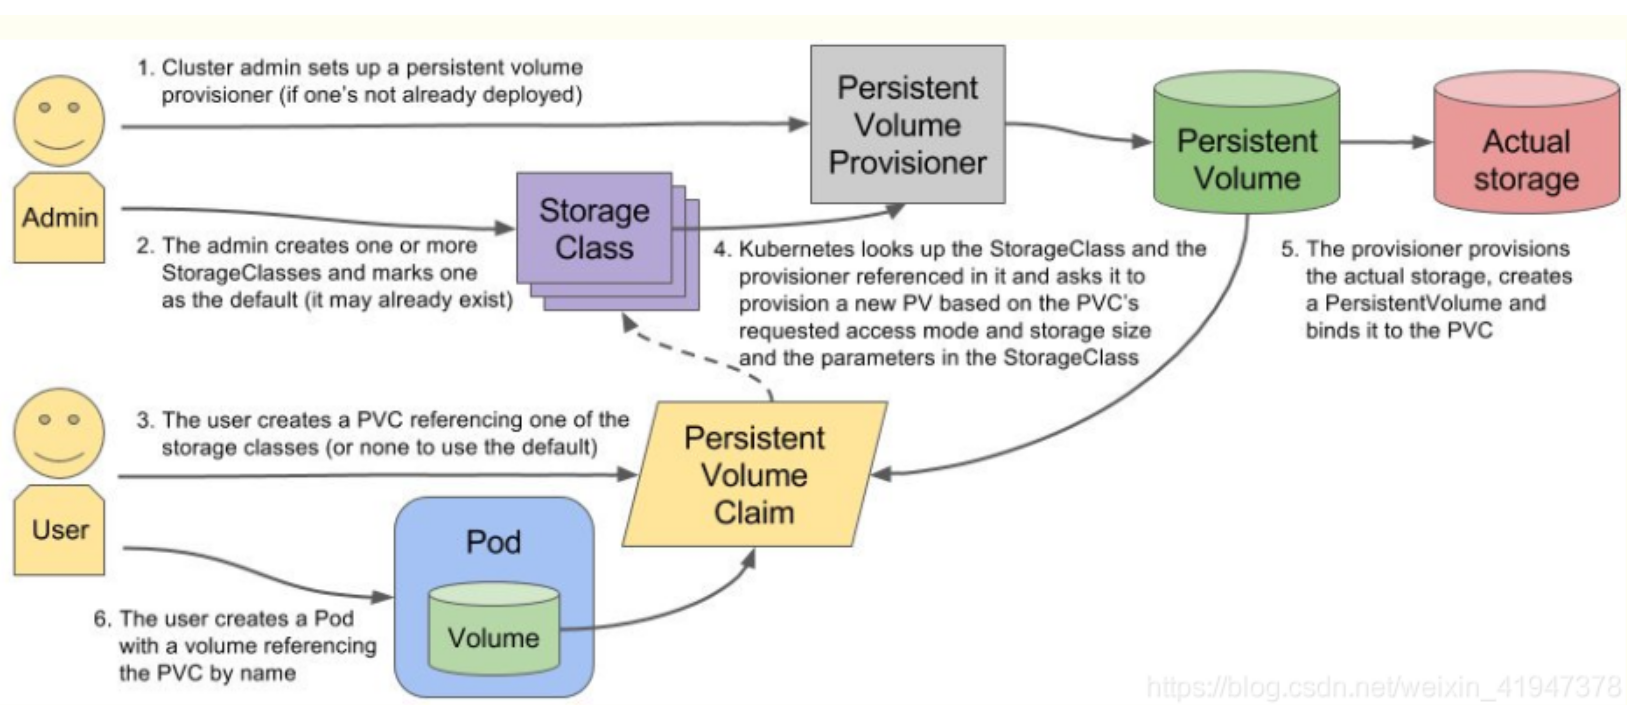 1. Cluster admin sets up a persistent volume
provisioner (if one's not already deployed)
Persistent
Volume
Provisioner
Persistent
Volume
Actual
storage
Admin
Storage
Class
2. The admin creates one or more
StorageClasses and marks one
as the default (it may already exist)
4. Kubernetes looks up the StorageClass and the
provisioner referenced in it and asks it to
provision a new PV based on the PVC's
requested access mode and storage size
and the parameters in the StorageClass
5. The provisioner provisions
the actual storage, creates
a PersistentVolume and
binds it to the PVC
3. The user creates a PVC referencing one of the
storage classes (or none to use the default)
Persistent
Volume
Claim
User
Pod
Volume
6. The user creates a Pod
with a volume referencing
the PVC by name
https://blog.csdn.net/weixin_41947378